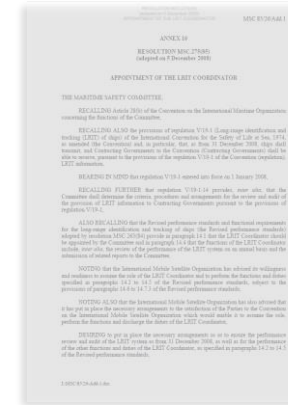 MSC 85/26/Add.1
ANNEX 16
RESOLUTION MSC.275(85)
(adopted on 5 December 2008)
APPOINTMENT OF THE LRIT COORDINATOR
THE MARITIME SAFETY COMMITTEE,
RECALLING Article 28(b) of the Convention on the International Maritime Organization
concerning the functions of the Committee,
RECALLING ALSO the provisions of regulation V/19-1 (Long-range identification and
tracking (LRIT) of ships) of the International Convention for the Safety of Life at Sea, 1974,
as amended (the Convention) and, in particular, that, as from 31 December 2008, ships shall
transmit, and Contracting Governments to the Convention (Contracting Governments) shall be
able to receive, pursuant to the provisions of the regulation V/19-1 of the Convention (regulation),
LRIT information,
BEARING IN MIND that regulation V/19-1 entered into force on 1 January 2008,
RECALLING FURTHER that regulation V/19-1.14 provides, inter alia, that the
Committee shall determine the criteria, procedures and arrangements for the review and audit of
the provision of LRIT information to Contracting Governments pursuant to the provisions of
regulation V/19-1,
ALSO RECALLING that the Revised performance standards and functional requirements
for the long-range identification and tracking of ships (the Revised performance standards)
adopted by resolution MSC.263(84) provide in paragraph 14.1 that the LRIT Coordinator should
be appointed by the Committee and in paragraph 14.4 that the functions of the LRIT Coordinator
include, inter alia, the review of the performance of the LRIT system on an annual basis and the
submission of related reports to the Committee,
NOTING that the International Mobile Satellite Organization has advised its willingness
and readiness to assume the role of the LRIT Coordinator and to perform the functions and duties
specified in paragraphs 14.2 to 14.5 of the Revised performance standards, subject to the
provisions of paragraphs 14.6 to 14.7.3 of the Revised performance standards,
NOTING ALSO that the International Mobile Satellite Organization has also advised that
it has put in place the necessary arrangements to the satisfaction of the Parties to the Convention
on the International Mobile Satellite Organization which would enable it to assume the role,
perform the functions and discharge the duties of the LRIT Coordinator,
DESIRING to put in place the necessary arrangements so as to ensure the performance
review and audit of the LRIT system as from 31 December 2008, as well as for the performance
of the other functions and duties of the LRIT Coordinator, as specified in paragraphs 14.2 to 14.5
of the Revised performance standards,